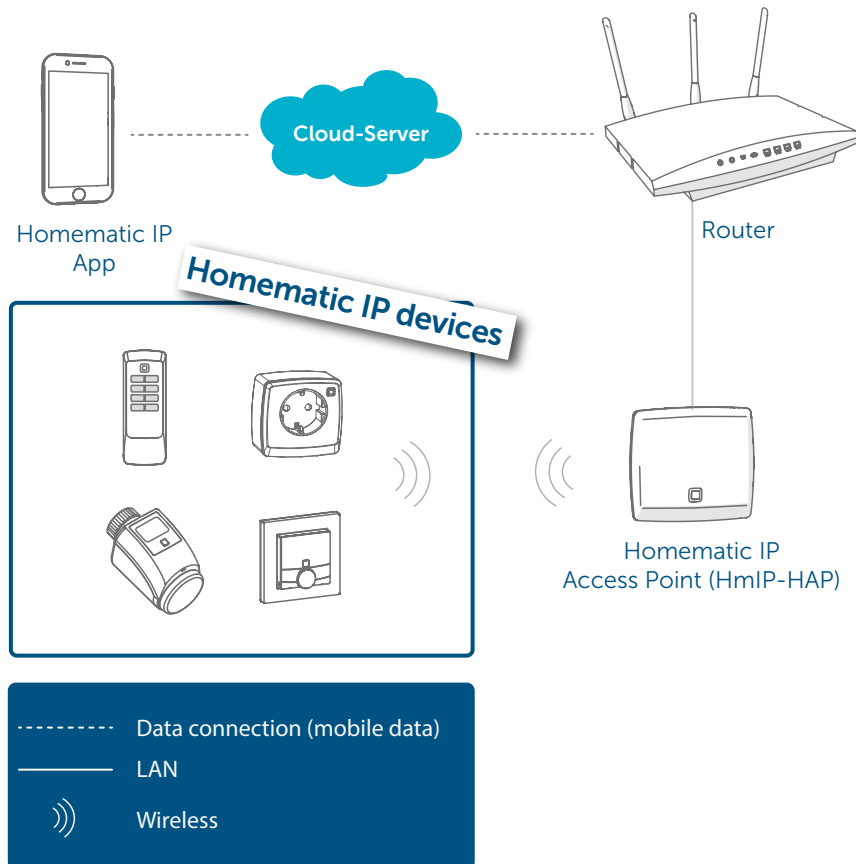 Cloud-Server
Homematic IP
App
Router
Homematic IP devices
Homematic IP
Access Point (HmIP-HAP)
Data connection (mobile data)
LAN
Wireless